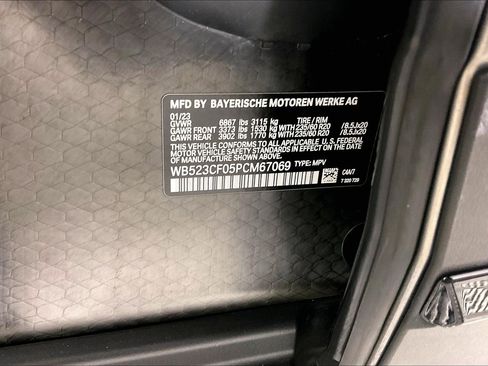 MFD BY BAYERISCHE MOTOREN WERKE AG
01/23 TIRE / RIM
GVWR 6867 lbs 3115 kg
GAWR FRONT 3373 lbs 1530 kg WITH 235/60 R20 /8.5Jx20
GAWR REAR 3902 lbs 1770 kg WITH 235/60 R20 /8.5Jx20
THIS VEHICLE CONFORMS TO ALL APPLICABLE U.S. FEDERAL
MOTOR VEHICLE SAFETY STANDARDS IN EFFECT ON
THE DATE OF MANUFACTURE SHOWN ABOVE.
WB523CF05PCM67069 TYPE: MPV
CAN7
7 320 729